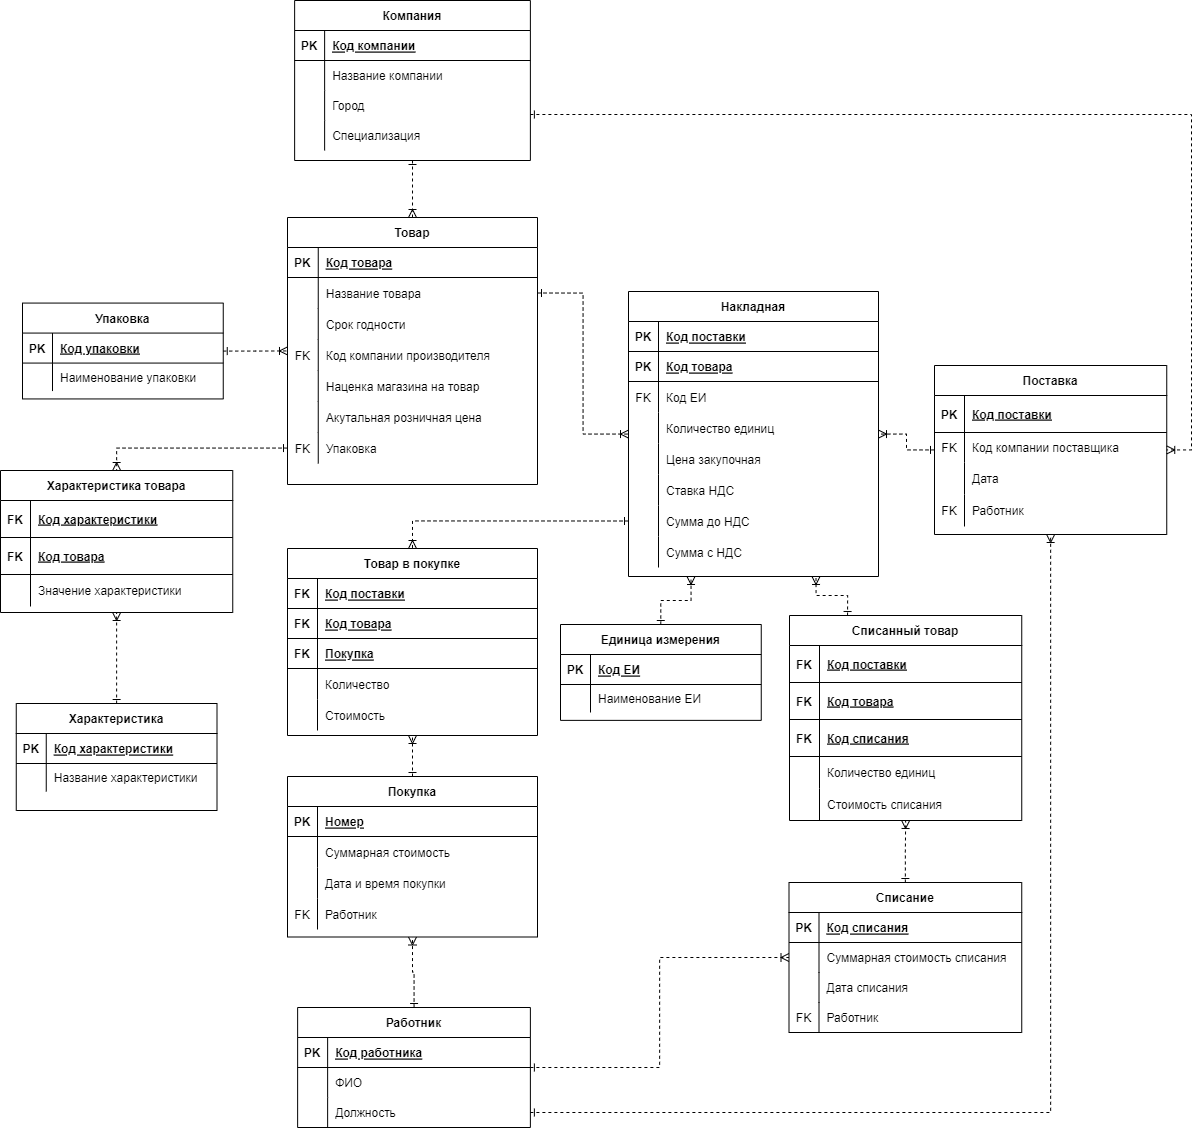 Компания
PK Код компании
Название компании
Город
Специализация
Товар
PK Код товара
Название товара
Срок годности
FK Код компании производителя
Наценка магазина на товар
Акутальная розничная цена
FK Упаковка
Упаковка
PK Код упаковки
Наименование упаковки
Накладная
PK Код поставки
PK Код товара
FK Код ЕИ
Количество единиц
Цена закупочная
Ставка НДС
Сумма до НДС
Сумма с НДС
Поставка
PK Код поставки
FK Код компании поставщика
Дата
FK Работник
Характеристика товара
FK Код характеристики
FK Код товара
Значение характеристики
Товар в покупке
FK Код поставки
FK Код товара
FK Покупка
Количество
Стоимость
Единица измерения
PK Код ЕИ
Наименование ЕИ
Списанный товар
FK Код поставки
FK Код товара
FK Код списания
Количество единиц
Стоимость списания
Характеристика
PK Код характеристики
Название характеристики
Покупка
PK Номер
Суммарная стоимость
Дата и время покупки
FK Работник
Списание
PK Код списания
Суммарная стоимость списания
Дата списания
FK Работник
Работник
PK Код работника
ФИО
Должность